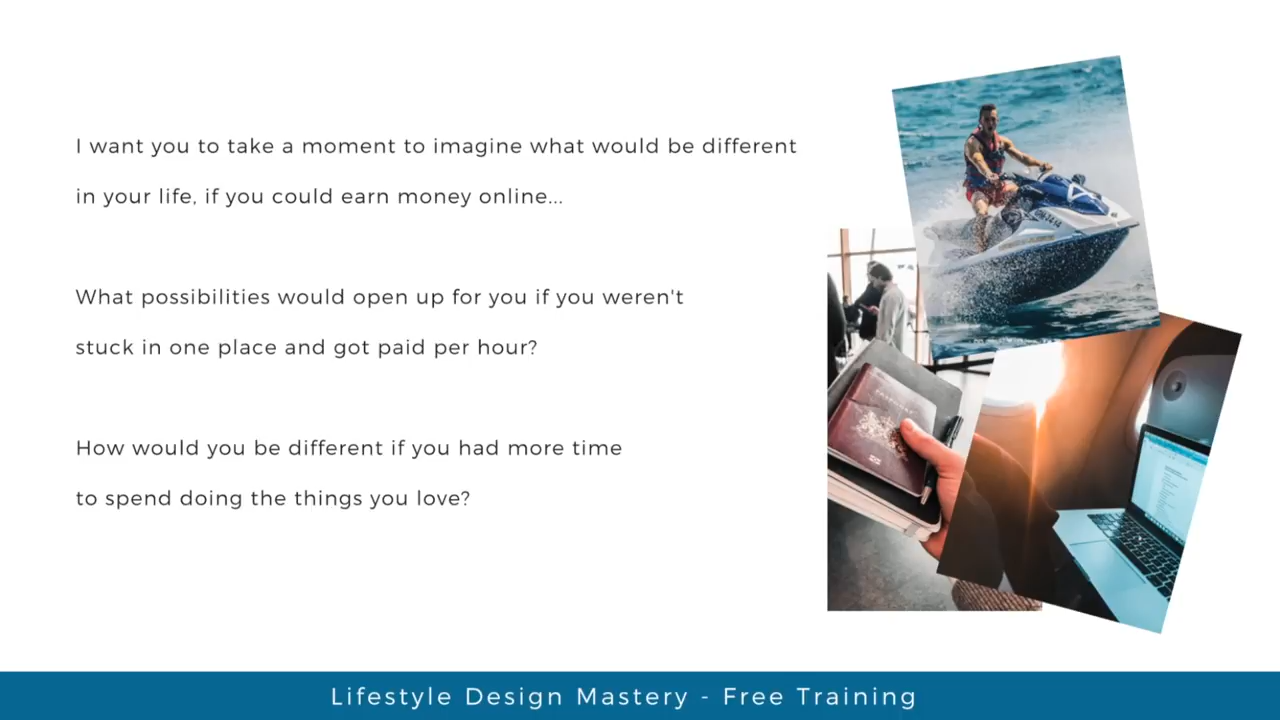 I want you to take a moment to imagine what would be different
in your life, if you could earn money online...
What possibilities would open up for you if you weren't
stuck in one place and got paid per hour?
How would you be different if you had more time
to spend doing the things you love?
PASSPORT
Lifestyle Design Mastery - Free Training